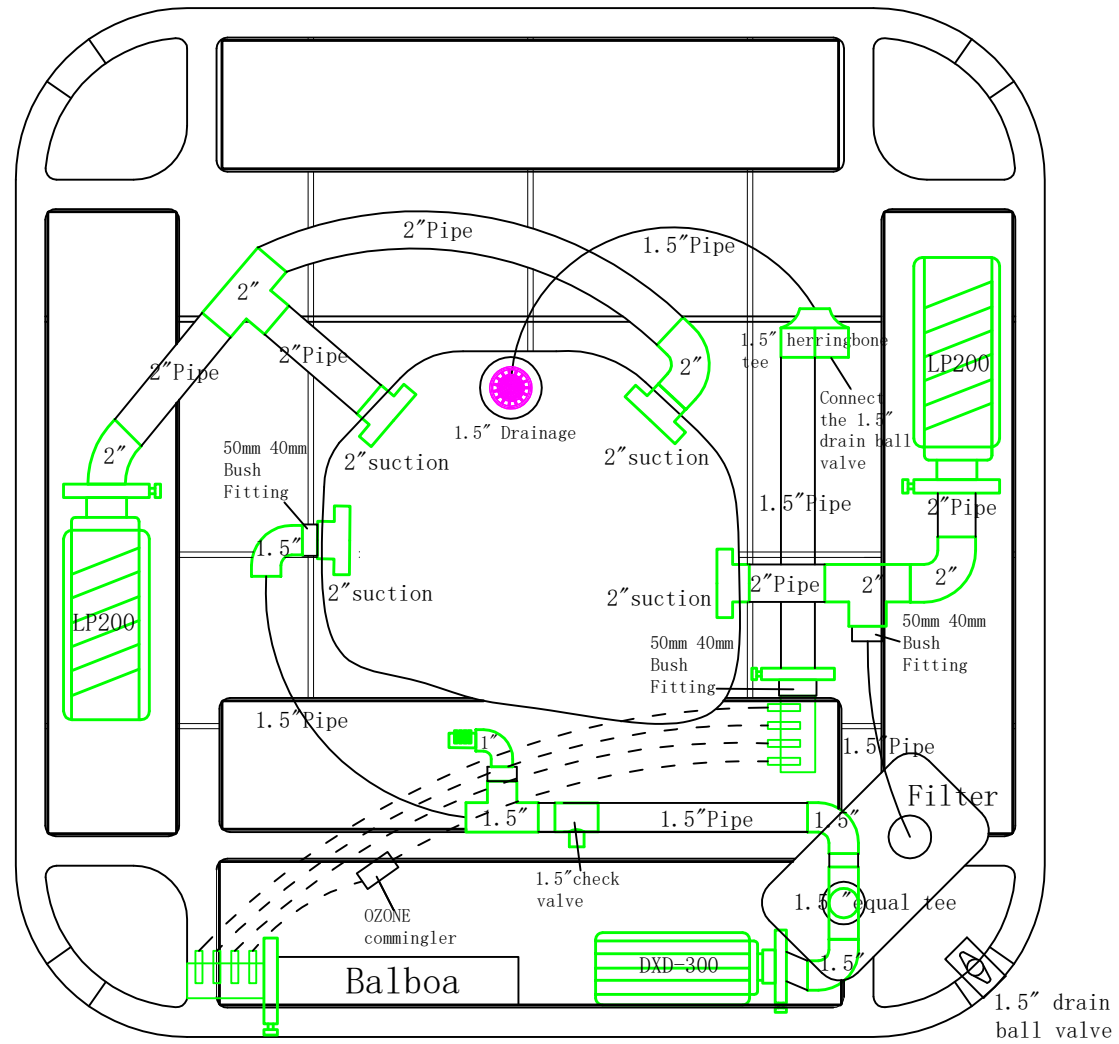 2"Pipe
1.5"Pipe
2"
1.5" herringbone
tee
2"Pipe
2"Pipe
2"
LP200
Connect
the 1.5"
drain ball
valve
1.5" Drainage
50mm 40mm
Bush
Fitting
2"
2"suction
2"suction
1.5"Pipe
2"Pipe
1.5"
2"suction
2"suction
2"Pipe
2"
2"
LP200
50mm 40mm
Bush
Fitting
50mm 40mm
Bush
Fitting
1.5"Pipe
1"
1.5"Pipe
Filter
1.5"
1.5"Pipe
1.5"
1.5"check
valve
1.5 "equal tee
OZONE
commingler
Balboa
DXD-300
1.5"
1.5" drain
ball valve